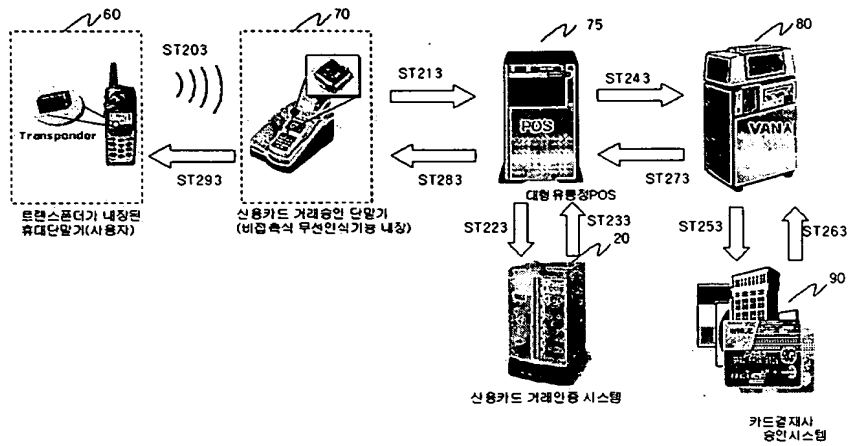 60
70
75
80
ST203
ST213
ST243
Transponder
POS
VANA
ST293
ST283
ST273
트랜스폰더가 내장된
휴대단말기(사용자)
신용카드 거래승인 단말기
(비접촉식 무선인식기능 내장)
대형유통점POS
ST223
ST233
20
ST253
ST263
90
신용카드 거래인증 시스템
카드결재사
승인시스템